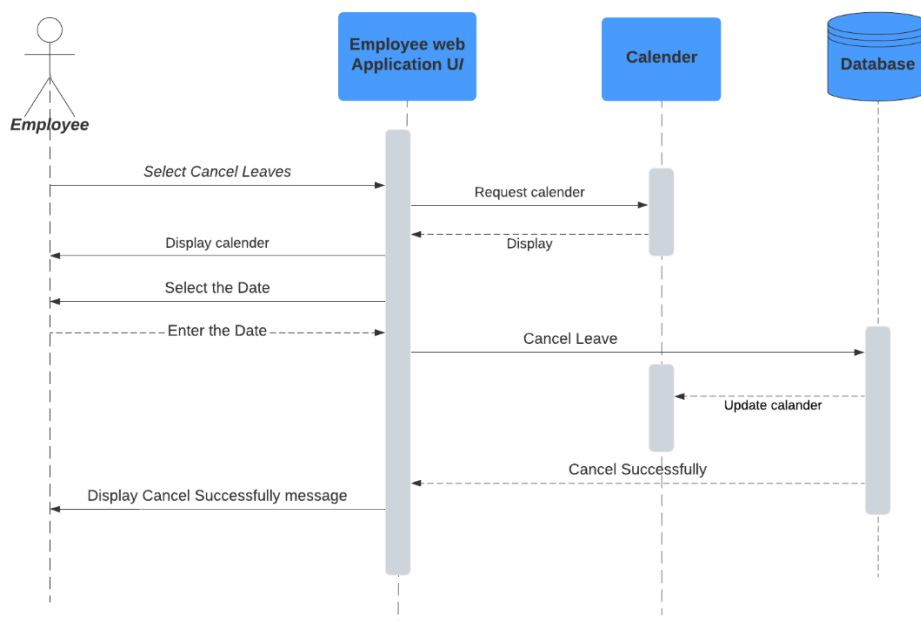 Employee
Employee web
Application UI
Calender
Database
Select Cancel Leaves
Request calender
Display
Display calender
Select the Date
Enter the Date
Cancel Leave
Update calander
Cancel Successfully
Display Cancel Successfully message